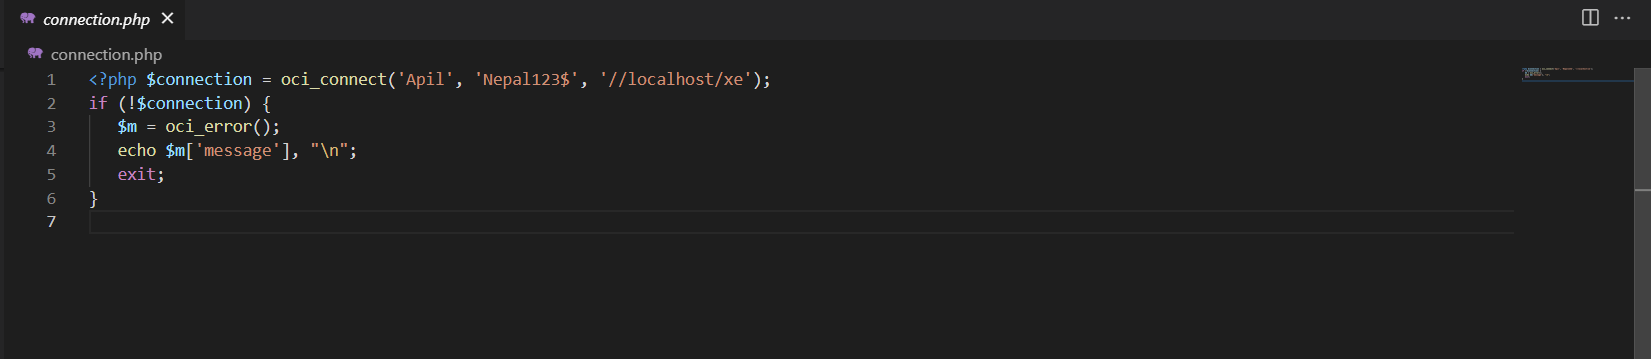 connection.php
connection.php
1 <?php $connection = oci_connect('Apil', 'Nepal123$', '//localhost/xe');
2 if (!$connection) {
3    $m = oci_error();
4    echo $m['message'], "\n";
5    exit;
6 }
7